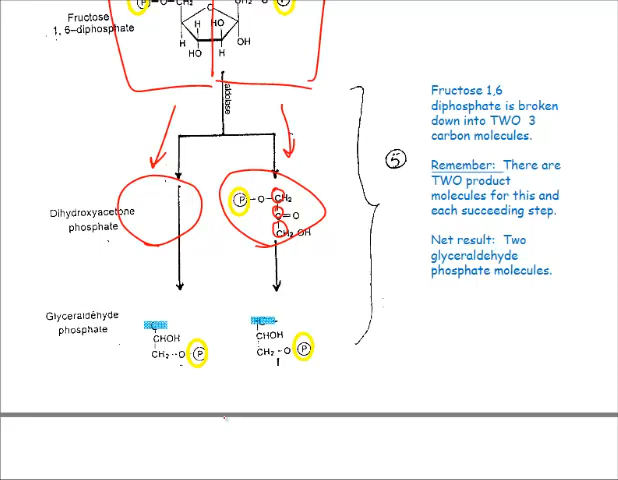 P -O-CH₂
Fructose
1, 6-diphosphate
O
H HO
H OH
HO H
aldolase
Fructose 1,6
diphosphate is broken
down into TWO 3
carbon molecules.
5
Remember: There are
TWO product
molecules for this and
each succeeding step.
P -O-CH₂
C=O
CH₂OH
Dihydroxyacetone
phosphate
Net result: Two
glyceraldehyde
phosphate molecules.
Glyceraldehyde
phosphate
CHOH
CH₂-O- P
CHOH
CH₂-O P